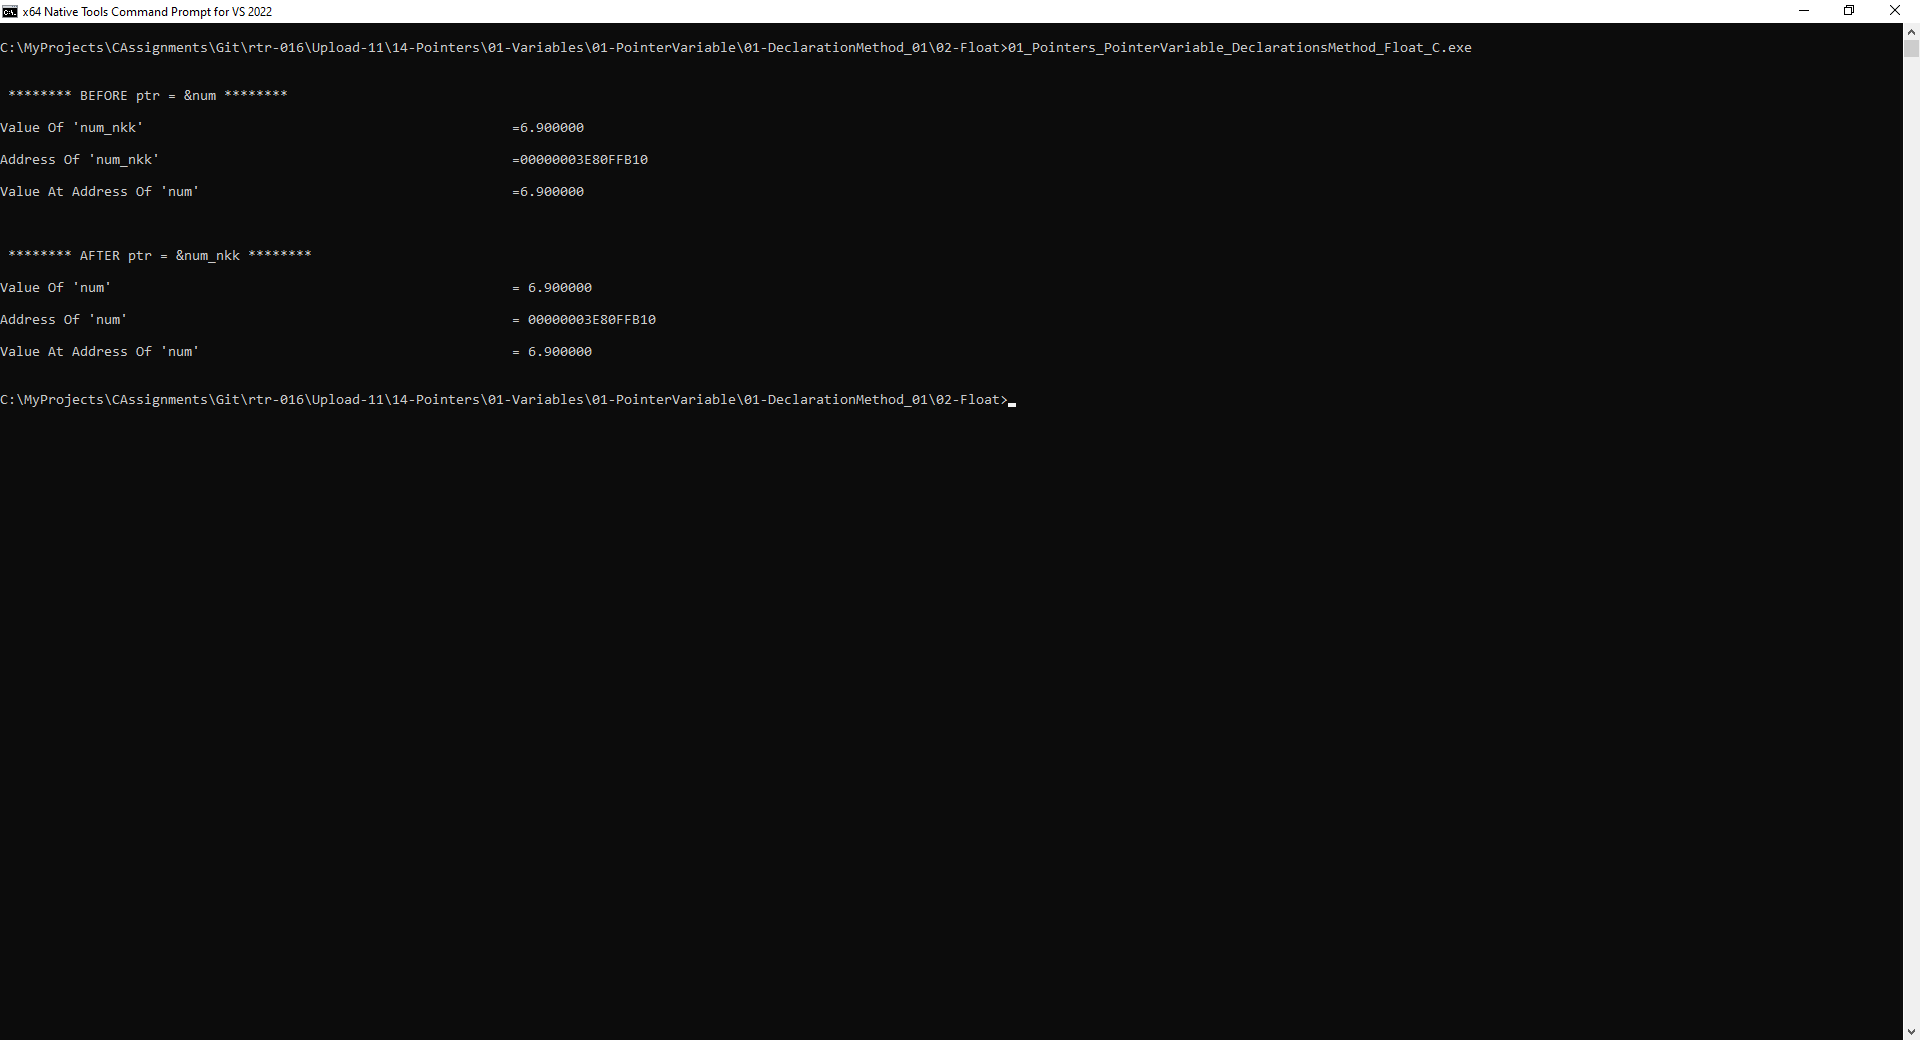 x64 Native Tools Command Prompt for VS 2022
C:\MyProjects\CAssignments\Git\rtr-016\Upload-11\14-Pointers\01-Variables\01-PointerVariable\01-DeclarationMethod_01\02-Float>01_Pointers_PointerVariable_DeclarationsMethod_Float_C.exe
******** BEFORE ptr = &num ********
Value Of 'num_nkk' =6.900000
Address Of 'num_nkk' =00000003E80FFB10
Value At Address Of 'num' =6.900000
******** AFTER ptr = &num_nkk ********
Value Of 'num' = 6.900000
Address Of 'num' = 00000003E80FFB10
Value At Address Of 'num' = 6.900000
C:\MyProjects\CAssignments\Git\rtr-016\Upload-11\14-Pointers\01-Variables\01-PointerVariable\01-DeclarationMethod_01\02-Float>